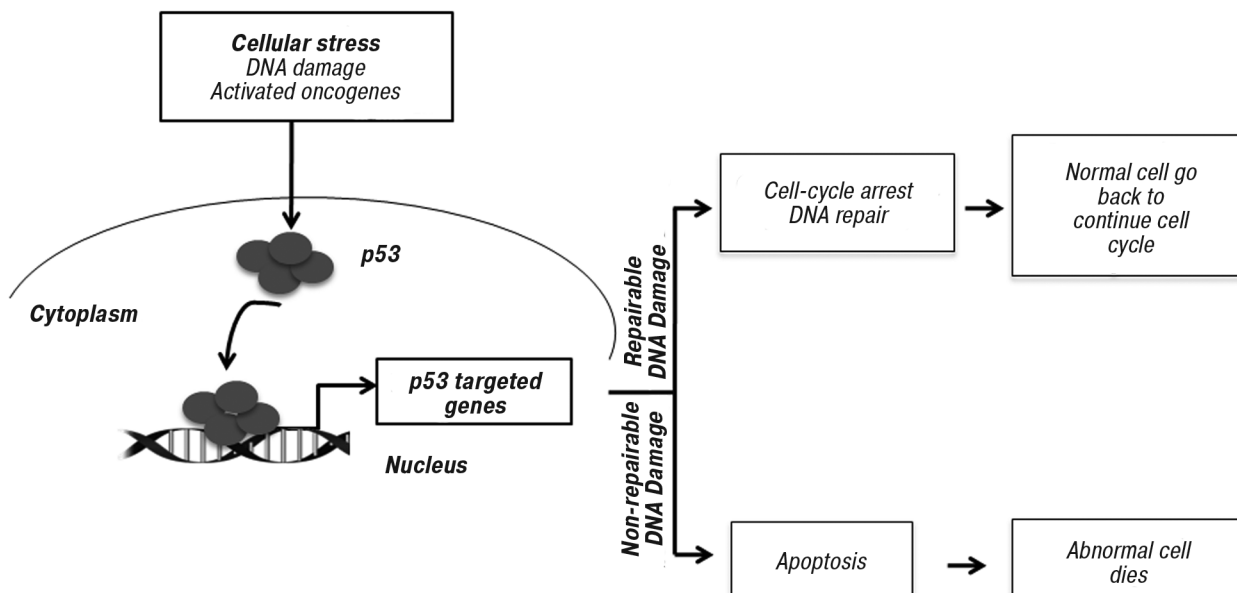 Cellular stress
DNA damage
Activated oncogenes
p53
Cytoplasm
p53 targeted
genes
Nucleus
Repairable
DNA Damage
Non-repairable
DNA Damage
Cell-cycle arrest
DNA repair
Normal cell go
back to
continue cell
cycle
Apoptosis
Abnormal cell
dies